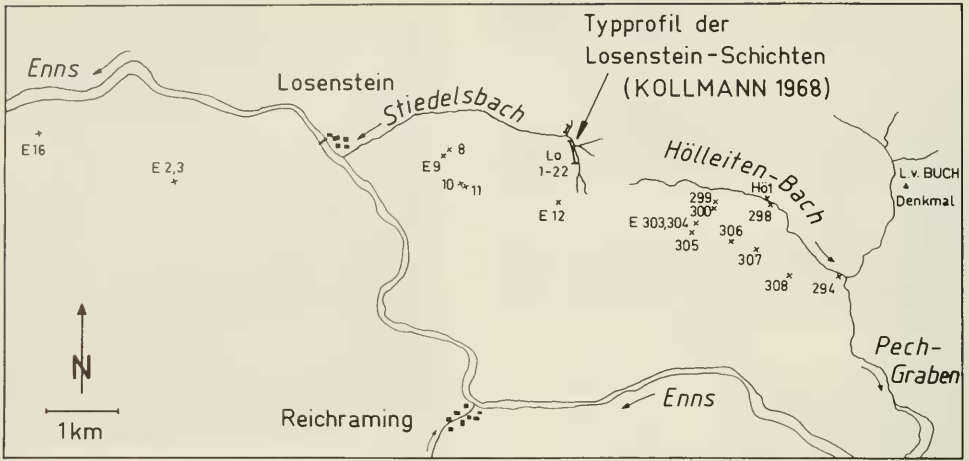 Typprofil der
Losenstein-Schichten
(KOLLMANN 1968)
Enns
Losenstein
Stiedelsbach
E16
E 2,3
E9
8
10
11
Lo
1-22
E 12
Hölleiten-Bach
L.v. BUCH
Denkmal
Hö1
299
300
298
E 303,304
305
306
307
308
294
N
1km
Reichraming
Enns
Pech-
Graben